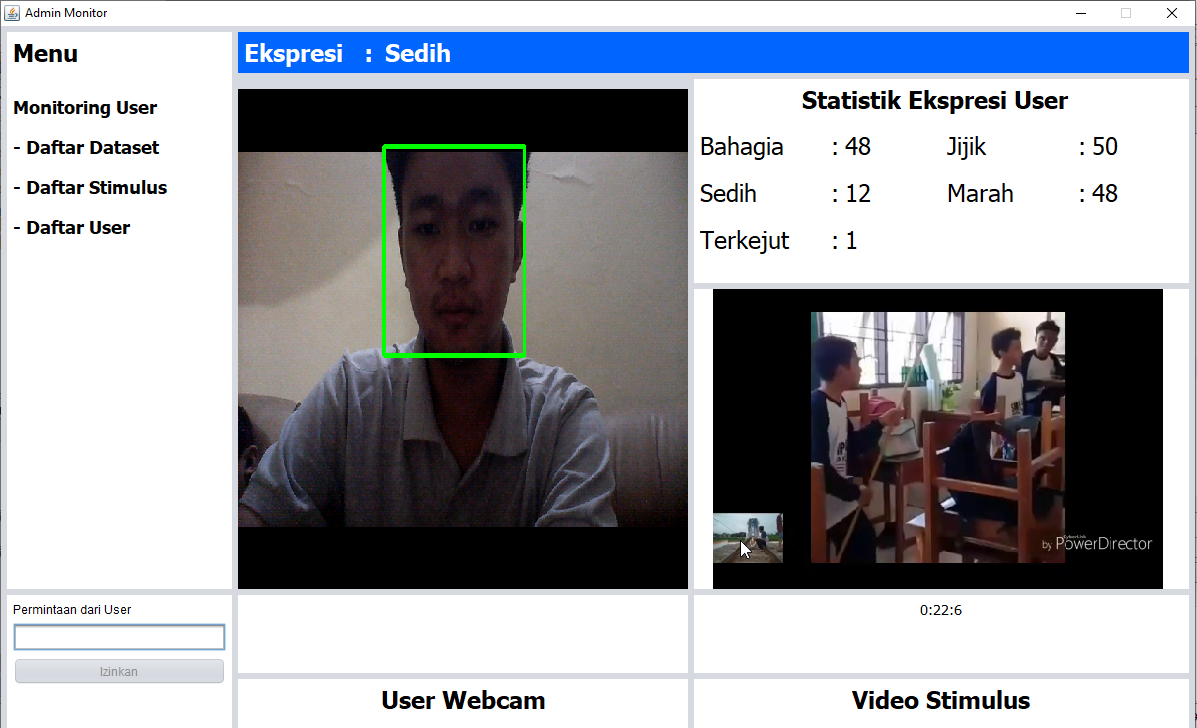 Admin Monitor
Menu
Monitoring User
- Daftar Dataset
- Daftar Stimulus
- Daftar User
Permintaan dari User
Izinkan
Ekspresi : Sedih
User Webcam
Statistik Ekspresi User
Bahagia : 48 Jijik : 50
Sedih : 12 Marah : 48
Terkejut : 1
by CyberLink PowerDirector
0:22:6
Video Stimulus